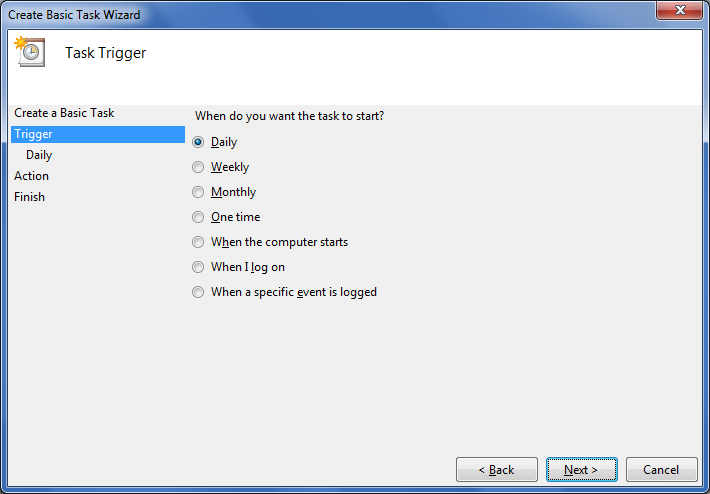 Create Basic Task Wizard
Task Trigger
Create a Basic Task
Trigger
Daily
Action
Finish
When do you want the task to start?
Daily
Weekly
Monthly
One time
When the computer starts
When I log on
When a specific event is logged
< Back
Next >
Cancel